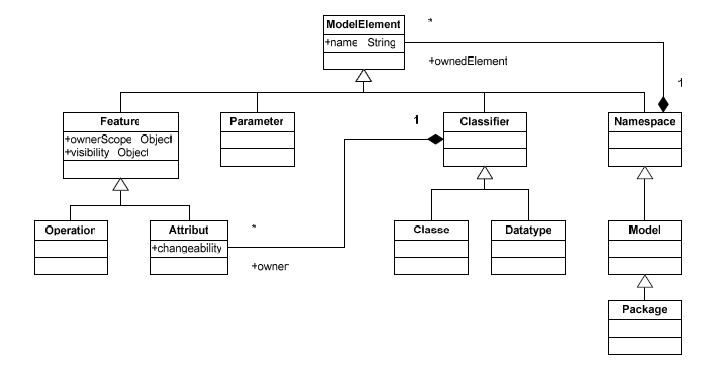 ModelElement
*
+name String
+ownedElement
1
Feature
Parameter
1
Classifier
Namespace
+ownerScope Object
+visibility Object
Operation
Attribut
*
Classe
Datatype
Model
+changeability
+owner
Package